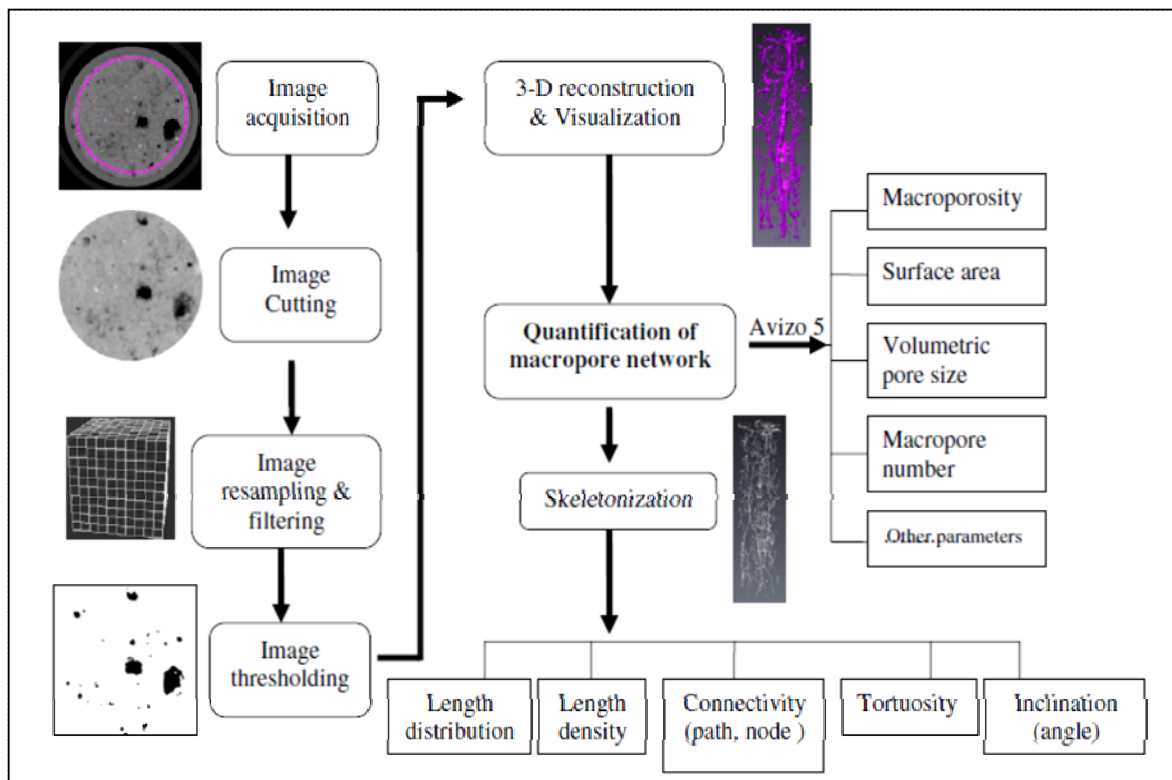 Image
acquisition
Image
Cutting
Image
resampling &
filtering
Image
thresholding
3-D reconstruction
& Visualization
Quantification of
macropore network
Avizo 5
Skeletonization
Macroporosity
Surface area
Volumetric
pore size
Macropore
number
Other parameters
Length
distribution
Length
density
Connectivity
(path, node )
Tortuosity
Inclination
(angle)